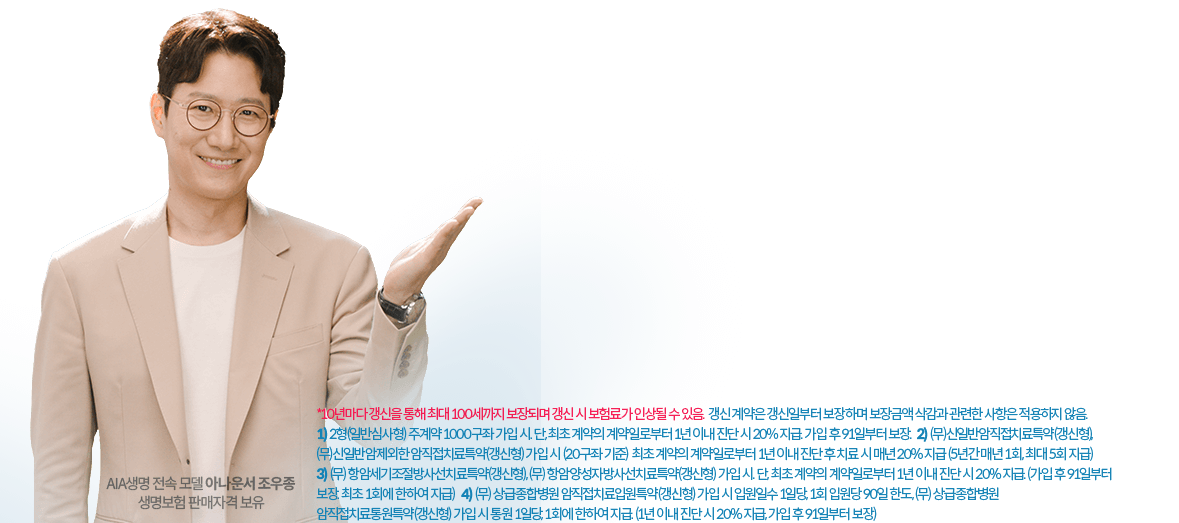 *10년마다 갱신을 통해 최대 100세까지 보장되며 갱신 시 보험료가 인상될 수 있음. 갱신 계약은 갱신일부터 보장하며 보장금액 삭감과 관련한 사항은 적용하지 않음.
1) 2형(일반심사형) 주계약 1000구좌 가입 시. 단, 최초 계약의 계약일로부터 1년 이내 진단 시 20% 지급. 가입 후 91일부터 보장. 2) (무)신일반암직접치료특약(갱신형),
(무)신일반암제외한 암직접치료특약(갱신형) 가입 시 (20구좌 기준) 최초 계약의 계약일로부터 1년 이내 진단 후 치료 시 매년 20% 지급 (5년간 매년 1회, 최대 5회 지급)
3) (무) 항암세기조절방사선치료특약(갱신형), (무) 항암양성자방사선치료특약(갱신형) 가입 시. 단, 최초 계약의 계약일로부터 1년 이내 진단 시 20% 지급. (가입 후 91일부터
보장, 최초 1회에 한하여 지급) 4) (무) 상급종합병원 암직접치료입원특약(갱신형) 가입 시 입원일수 1일당, 1회 입원당 90일 한도, (무) 상급종합병원
암직접치료통원특약(갱신형) 가입 시 통원 1일당, 1회에 한하여 지급. (1년 이내 진단 시 20% 지급, 가입 후 91일부터 보장)
AIA생명 전속 모델 아나운서 조우종
생명보험 판매자격 보유